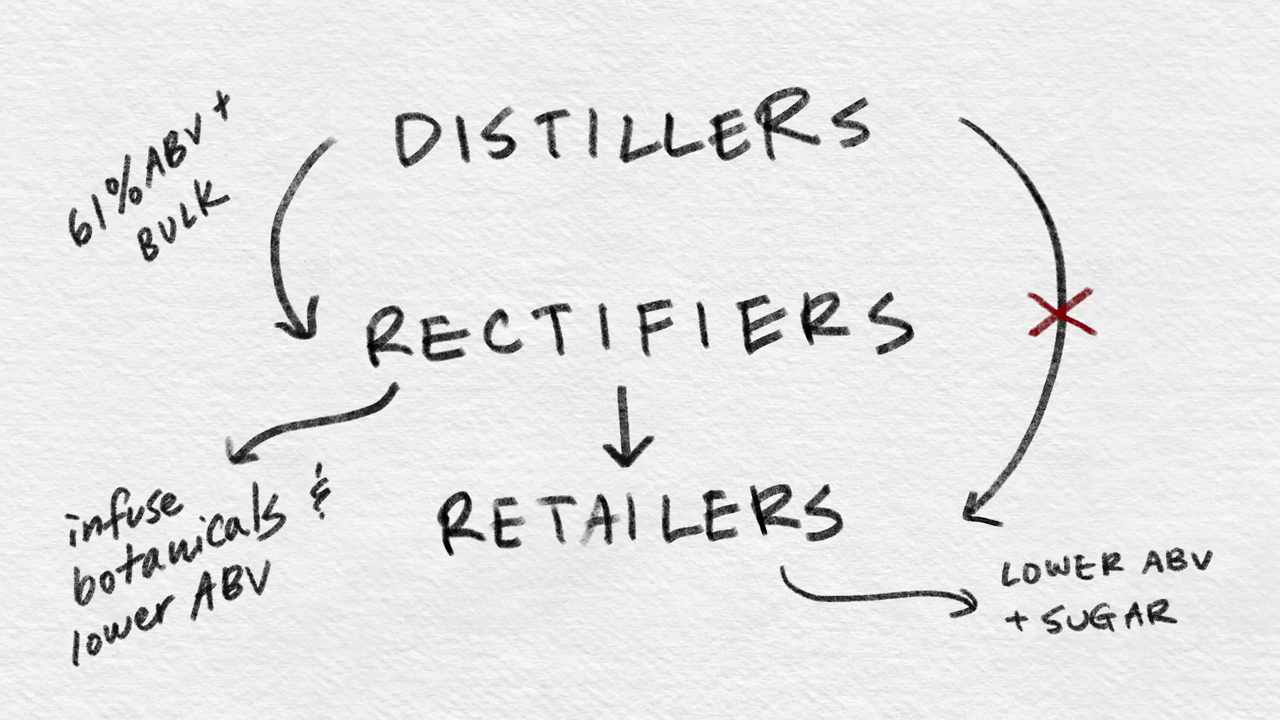 61% ABV +
BULK
DISTILLERS
RECTIFIERS
infuse
botanicals &
lower ABV
RETAILERS
LOWER ABV
+ SUGAR